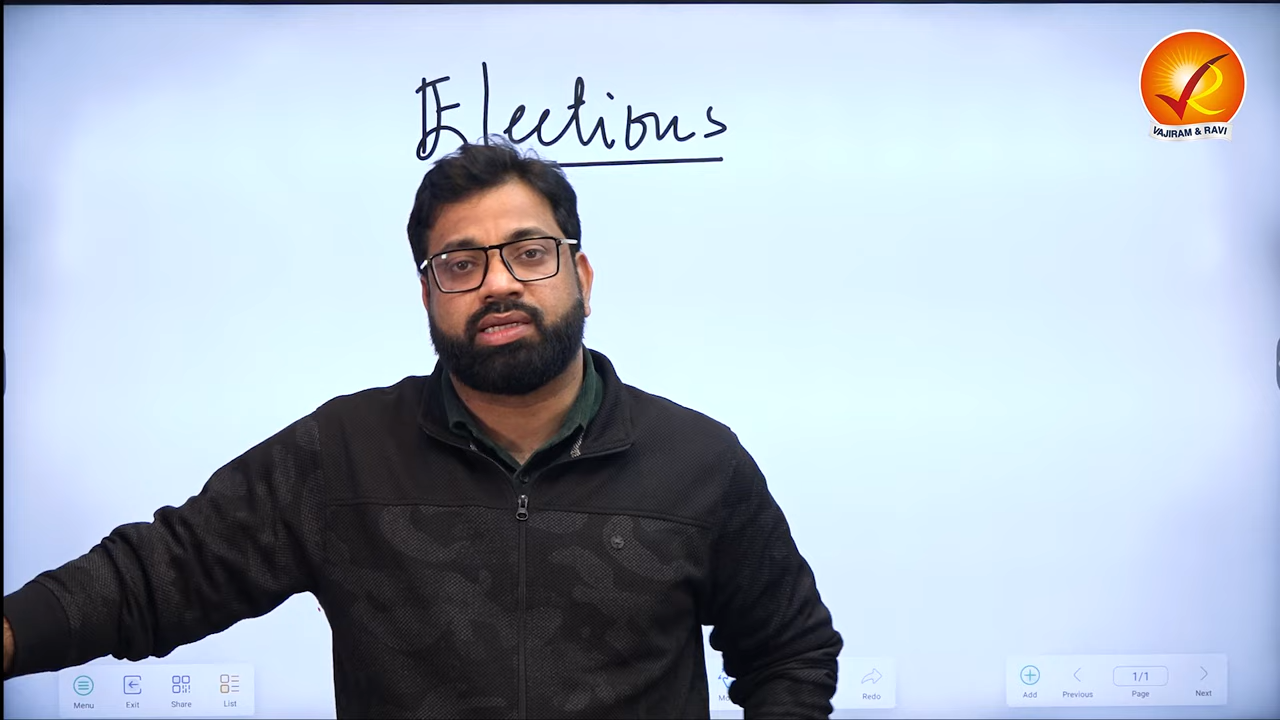 Elections
VAJIRAM & RAVI
Menu
Exit
Share
List
Redo
Add
Previous
1/1
Page
Next